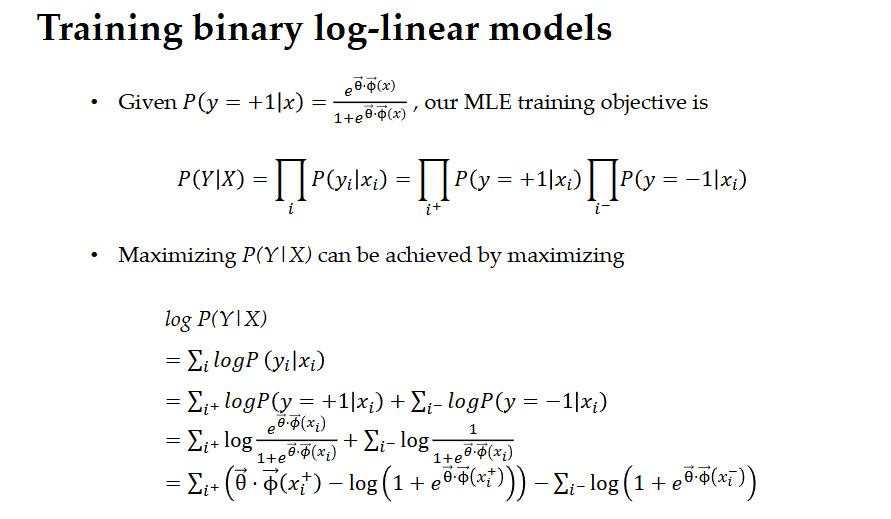 Training binary log-linear models
• Given P(y = +1|x) = e^{θ⃗·ϕ⃗(x)} / 1+e^{θ⃗·ϕ⃗(x)} , our MLE training objective is
P(Y|X) = ∏_i P(y_i|x_i) = ∏_{i^+} P(y = +1|x_i) ∏_{i^-} P(y = −1|x_i)
• Maximizing P(Y|X) can be achieved by maximizing
log P(Y|X)
= ∑_i logP (y_i|x_i)
= ∑_{i^+} logP(y = +1|x_i) + ∑_{i^-} logP(y = −1|x_i)
= ∑_{i^+} log e^{θ⃗·ϕ⃗(x_i)} / 1+e^{θ⃗·ϕ⃗(x_i)} + ∑_{i^-} log 1 / 1+e^{θ⃗·ϕ⃗(x_i)}
= ∑_{i^+} (θ⃗ · ϕ⃗(x_i^+) − log(1 + e^{θ⃗·ϕ⃗(x_i^+)})) − ∑_{i^-} log(1 + e^{θ⃗·ϕ⃗(x_i^-)})